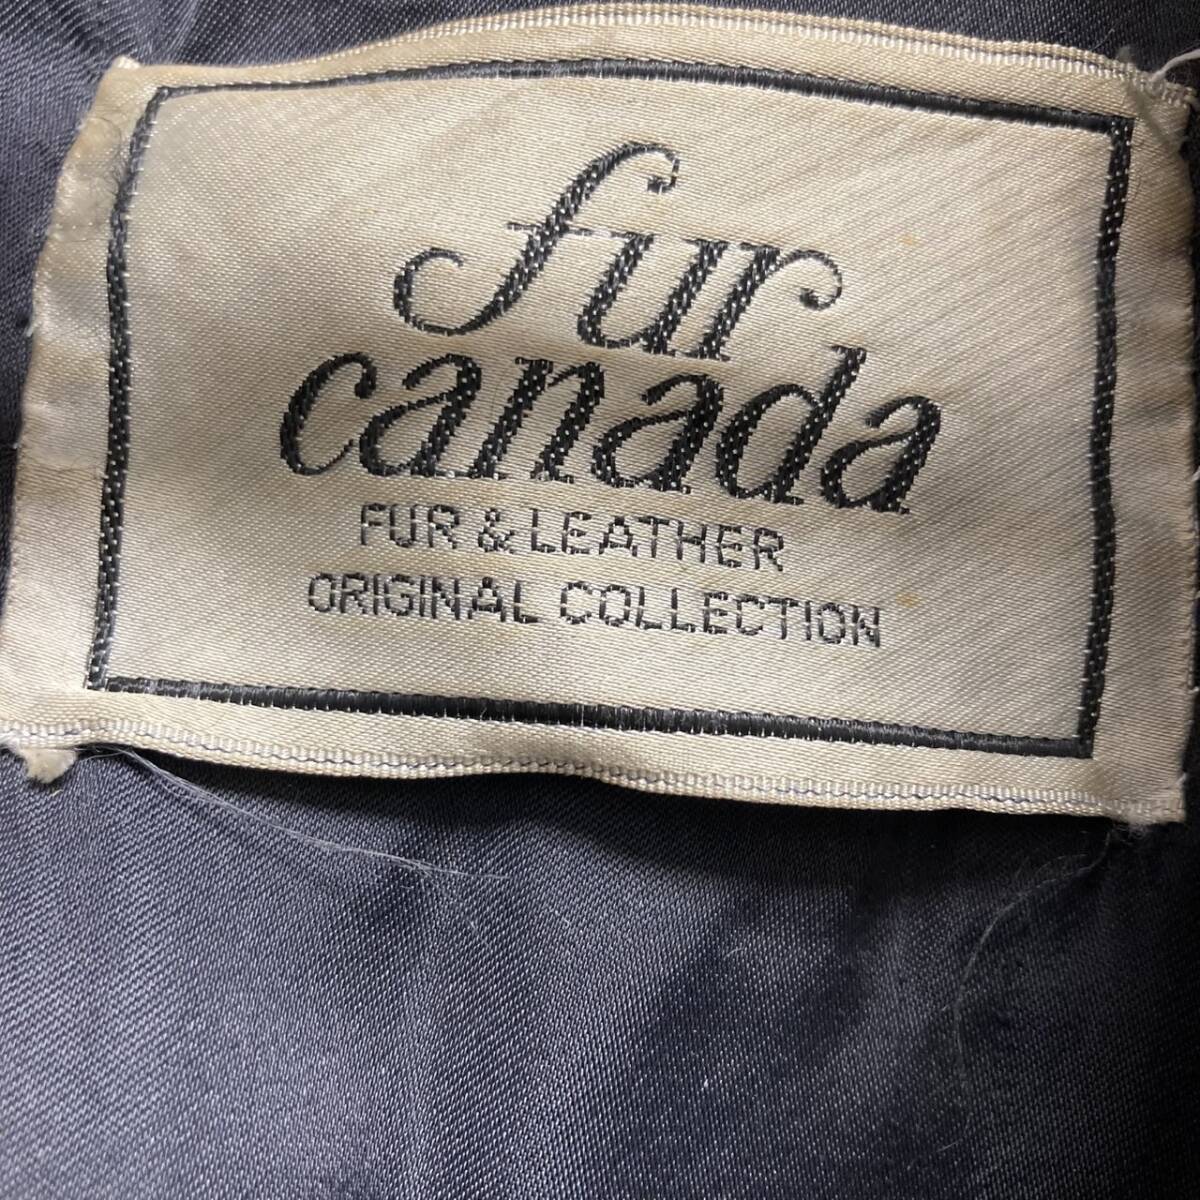 fur
canada
FUR & LEATHER
ORIGINAL COLLECTION